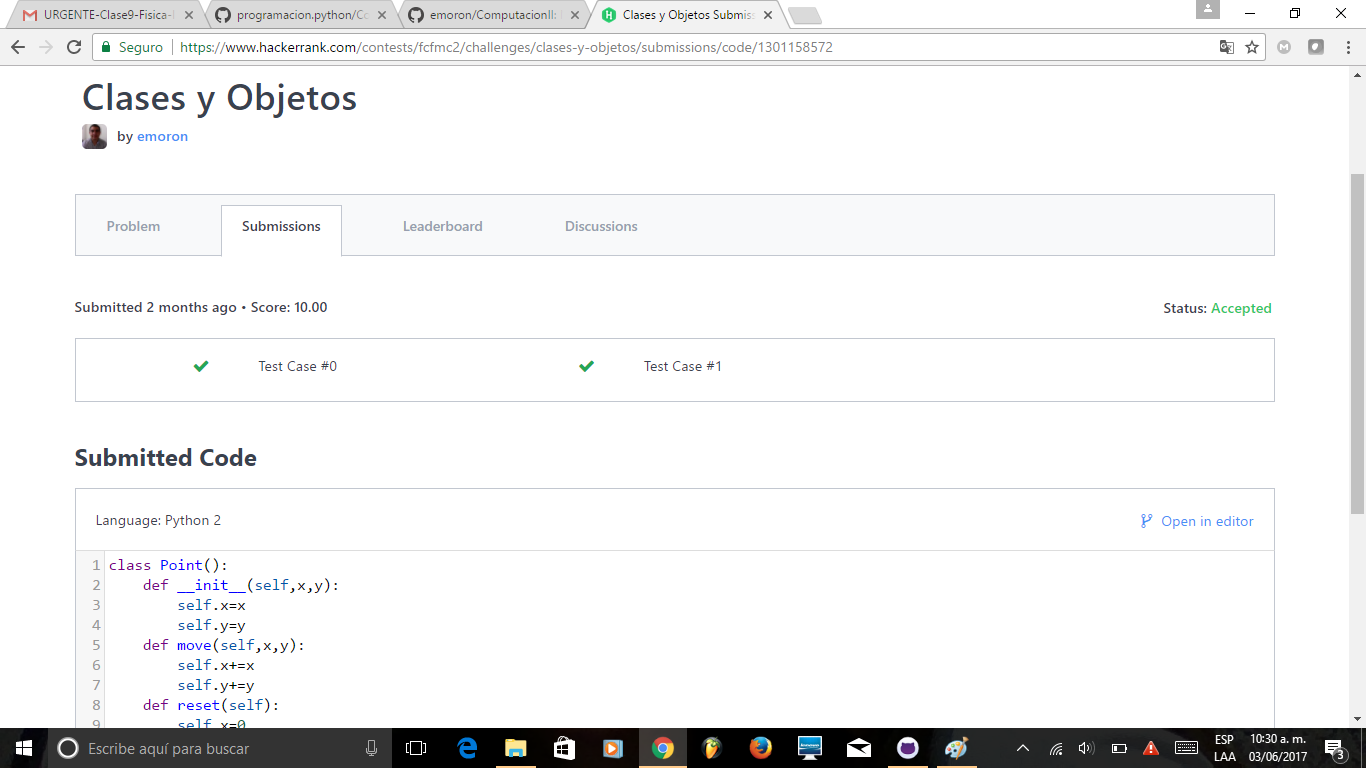 URGENTE-Clase9-Fisica-
programacion.python/Co
emoron/ComputacionII:
Clases y Objetos Submiss
Seguro
https://www.hackerrank.com/contests/fcfmc2/challenges/clases-y-objetos/submissions/code/1301158572
Clases y Objetos
by emoron
Problem Submissions Leaderboard Discussions
Submitted 2 months ago • Score: 10.00 Status: Accepted
Test Case #0 Test Case #1
Submitted Code
Language: Python 2 Open in editor
1 class Point():
2 def __init__(self,x,y):
3 self.x=x
4 self.y=y
5 def move(self,x,y):
6 self.x+=x
7 self.y+=y
8 def reset(self):
9 self.x=0
Escribe aquí para buscar
ESP 10:30 a. m.
LAA 03/06/2017
3